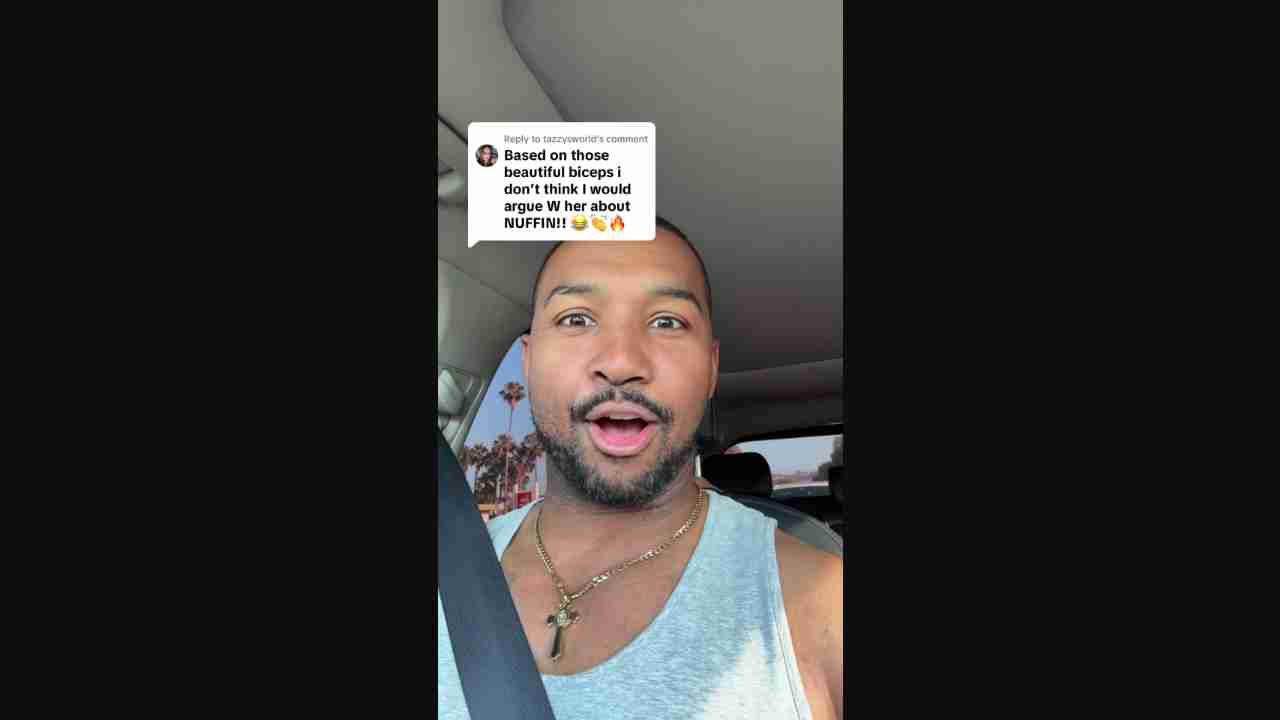 Reply to tazzysworld's comment
Based on those
beautiful biceps i
don't think I would
argue W her about
NUFFIN!! 😂👏🔥